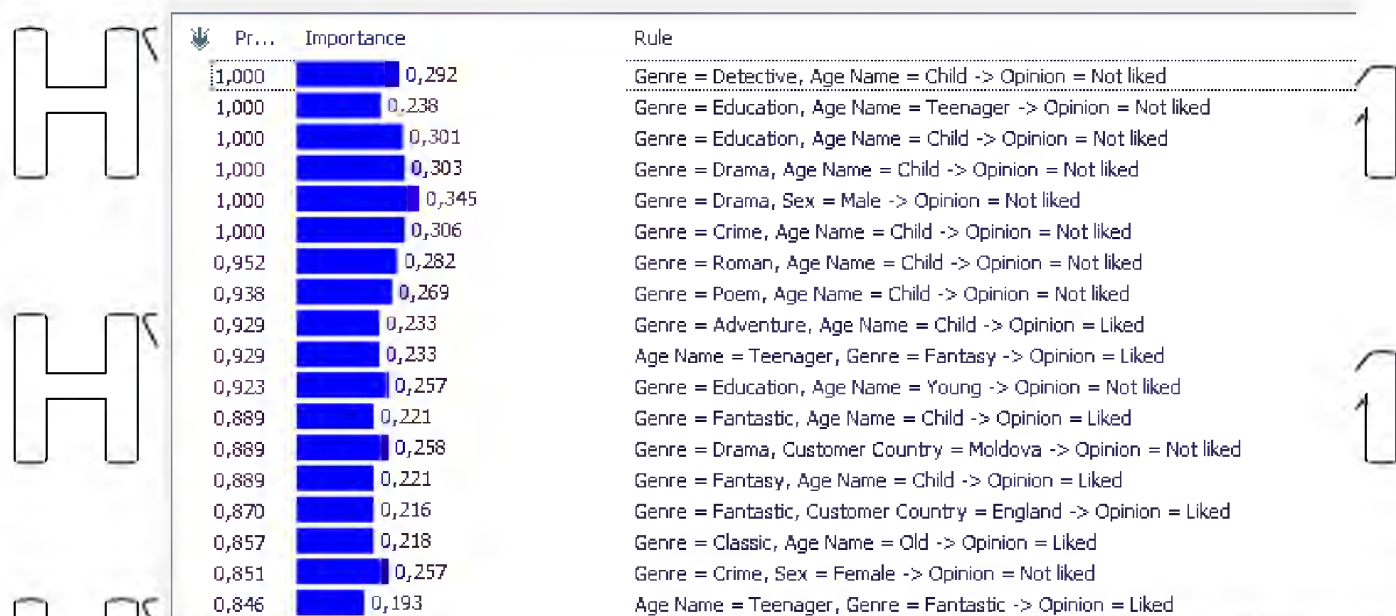 Pr... Importance Rule
1,000 0,292 Genre = Detective, Age Name = Child -> Opinion = Not liked
1,000 0,238 Genre = Education, Age Name = Teenager -> Opinion = Not liked
1,000 0,301 Genre = Education, Age Name = Child -> Opinion = Not liked
1,000 0,303 Genre = Drama, Age Name = Child -> Opinion = Not liked
1,000 0,345 Genre = Drama, Sex = Male -> Opinion = Not liked
1,000 0,306 Genre = Crime, Age Name = Child -> Opinion = Not liked
0,952 0,282 Genre = Roman, Age Name = Child -> Opinion = Not liked
0,938 0,269 Genre = Poem, Age Name = Child -> Opinion = Not liked
0,929 0,233 Genre = Adventure, Age Name = Child -> Opinion = Liked
0,929 0,233 Age Name = Teenager, Genre = Fantasy -> Opinion = Liked
0,923 0,257 Genre = Education, Age Name = Young -> Opinion = Not liked
0,889 0,221 Genre = Fantastic, Age Name = Child -> Opinion = Liked
0,889 0,258 Genre = Drama, Customer Country = Moldova -> Opinion = Not liked
0,889 0,221 Genre = Fantasy, Age Name = Child -> Opinion = Liked
0,870 0,216 Genre = Fantastic, Customer Country = England -> Opinion = Liked
0,857 0,218 Genre = Classic, Age Name = Old -> Opinion = Liked
0,851 0,257 Genre = Crime, Sex = Female -> Opinion = Not liked
0,846 0,193 Age Name = Teenager, Genre = Fantastic -> Opinion = Liked